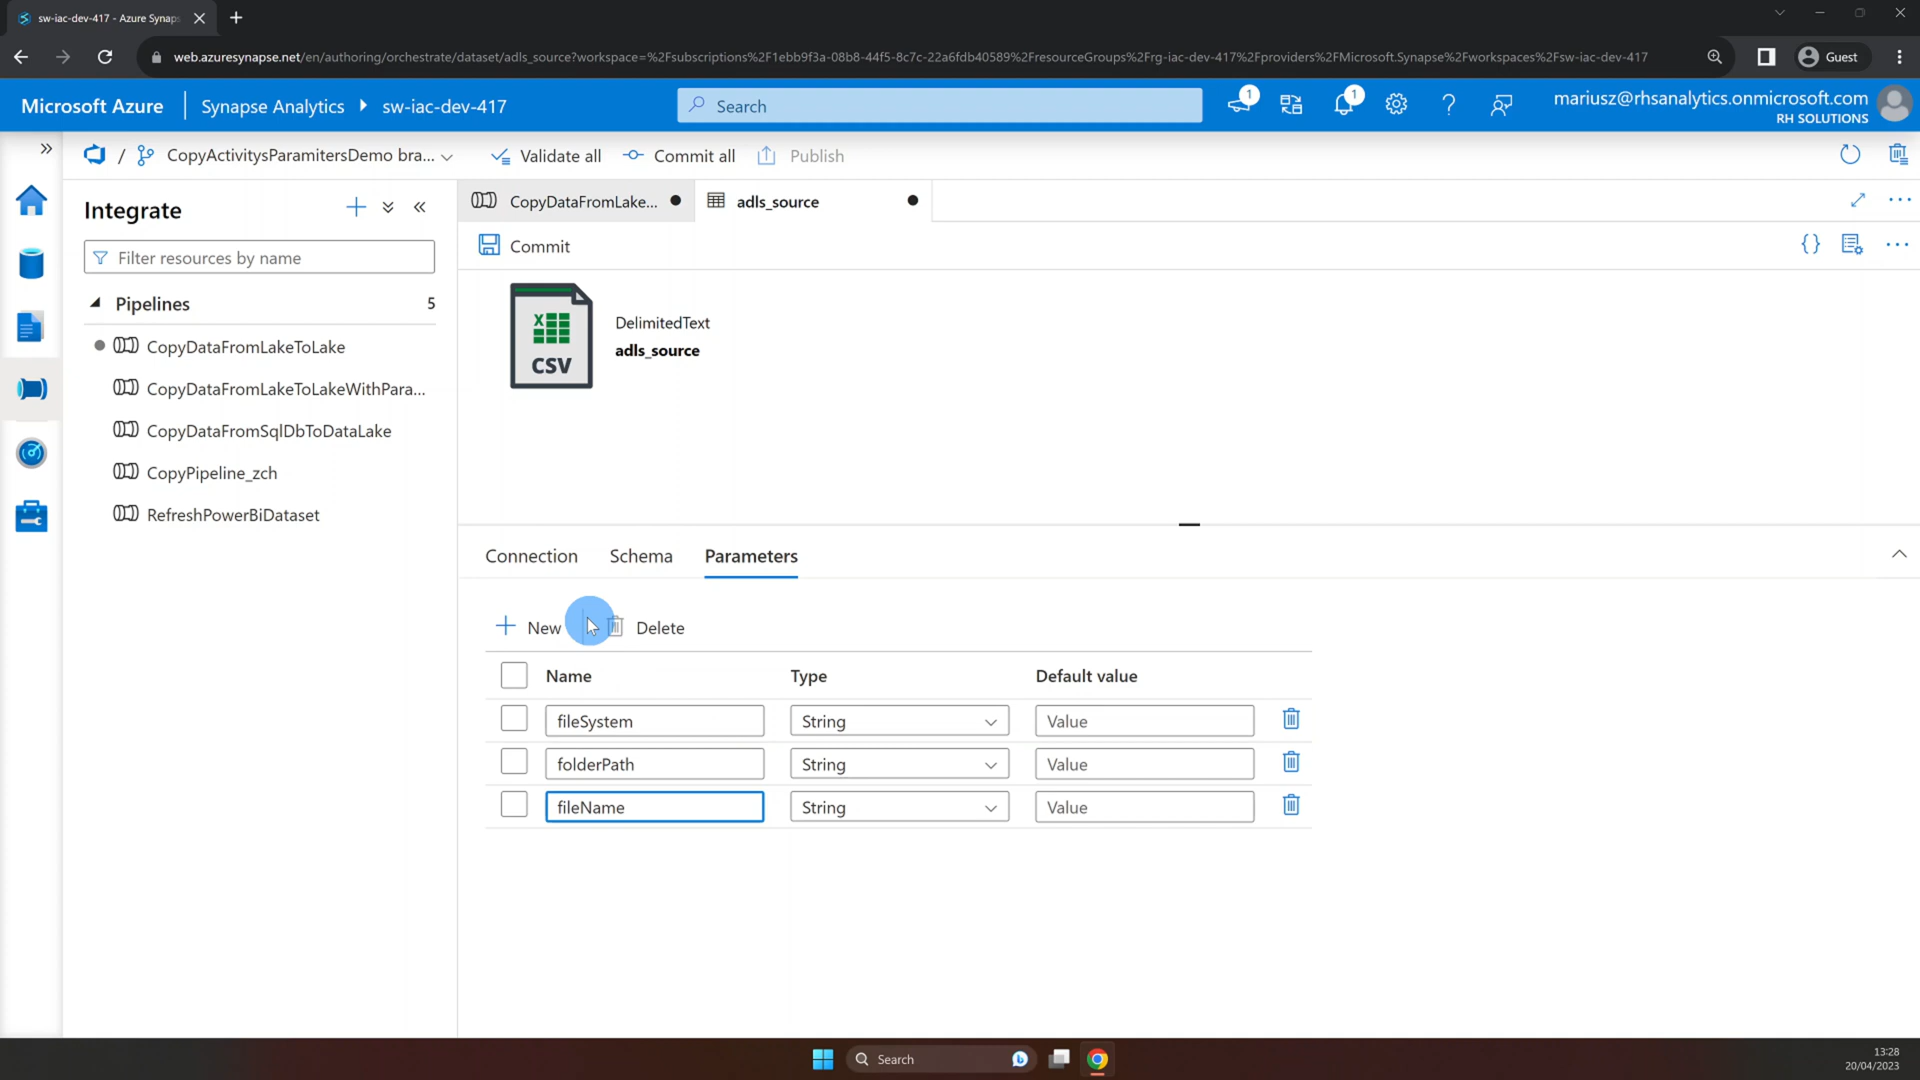 sw-iac-dev-417 - Azure Synaps
web.azuresynapse.net/en/authoring/orchestrate/dataset/adls_source?workspace=%2Fsubscriptions%2F1ebb9f3a-08b8-44f5-8c7c-22a6fdb40589%2FresourceGroups%2Frg-iac-dev-417%2Fproviders%2FMicrosoft.Synapse%2Fworkspaces%2Fsw-iac-dev-417
Guest
Microsoft Azure
Synapse Analytics
sw-iac-dev-417
Search
1
1
mariusz@rhsanalytics.onmicrosoft.com
RH SOLUTIONS
/
CopyActivitysParamitersDemo bra...
Validate all
Commit all
Publish
Integrate
CopyDataFromLake...
adls_source
Filter resources by name
Commit
Pipelines
5
CopyDataFromLakeToLake
CopyDataFromLakeToLakeWithPara...
CopyDataFromSqlDbToDataLake
CopyPipeline_zch
RefreshPowerBiDataset
X
CSV
DelimitedText
adls_source
Connection
Schema
Parameters
New
Delete
Name
Type
Default value
fileSystem
String
Value
folderPath
String
Value
fileName
String
Value
Search
13:28
20/04/2023